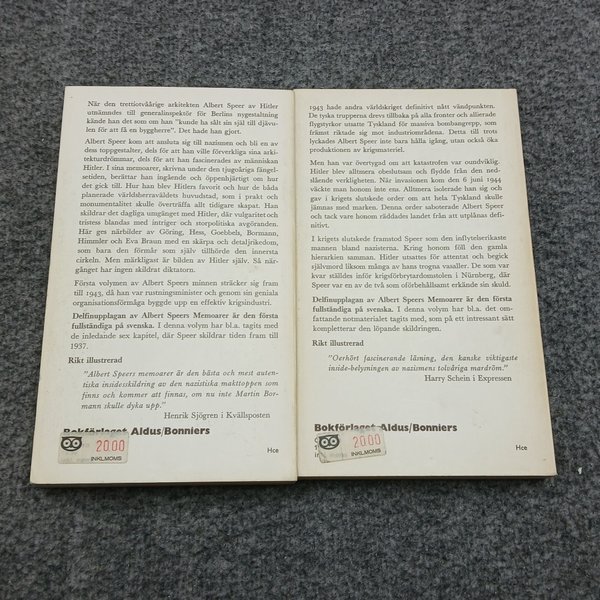 När den trettiotvåårige arkitekten Albert Speer av Hitler
utnämndes till generalinspektör för Berlins nygestaltning
kände han det som om han "kunde ha sålt sin själ till djävu-
len för att få en byggherre". Det hade han gjort.
Albert Speer kom att ansluta sig till nazismen och bli en av
dess toppgestalter, dels för att han ville förverkliga sina arki-
tekturdrömmar, dels för att han fascinerades av människan
Hitler. I sina memoarer, skrivna under den tjugoåriga fängel-
setiden, berättar han ingående och öppenhjärtigt om hur
det gick till. Hur han blev Hitlers favorit och hur de båda
planerade världsherraväldets huvudstad, som i prakt och
monumentalitet skulle överträffa allt tidigare skapat. Han
skildrar det dagliga umgänget med Hitler, där vulgaritet och
tristess blandas med intriger och storpolitiska avgöranden.
Här ges närbilder av Göring, Hess, Goebbels, Bormann,
Himmler och Eva Braun med en skärpa och detaljrikedom,
som bara den förmår som själv tillhörde den innersta
cirkeln. Men märkligast är bilden av Hitler själv. Så när-
gånget har ingen skildrat diktatorn.
Första volymen av Albert Speers minnen sträcker sig fram
till 1943, då han var rustningsminister och genom sin geniala
organisationsförmåga byggde upp en effektiv krigsindustri.
Delfinupplagan av Albert Speers Memoarer är den första
fullständiga på svenska. I denna volym har bl.a. tagits med
de inledande sex kapitel, där Speer skildrar tiden fram till
1937.
Rikt illustrerad
"Albert Speers memoarer är den bästa och mest auten-
tiska insidesskildring av den nazistiska makttoppen som
finns och kommer att finnas, om nu inte Martin Bor-
mann skulle dyka upp."
Henrik Sjögren i Kvällsposten
Bokförlaget Aldus/Bonniers
2000
INKL.MOMS
Hce
1943 hade andra världskriget definitivt nått vändpunkten.
De tyska trupperna drevs tillbaka på alla fronter och allierade
flygstyrkor utsatte Tyskland för massiva bombangrepp, som
främst riktade sig mot industriområdena. Detta till trots
lyckades Albert Speer inte bara hålla igång, utan också öka
produktionen av krigsmateriel.
Men han var övertygad om att katastrofen var oundviklig.
Hitler blev alltmera obeslutsam och flydde från den ned-
slående verkligheten. När invasionen kom den 6 juni 1944
väckte man honom inte ens. Alltmera isolerade han sig och
gav i krigets slutskede order om att hela Tyskland skulle
jämnas med marken. Denna order saboterade Albert Speer
och tack vare honom räddades landet från att utplånas defi-
nitivt.
I krigets slutskede framstod Speer som den inflytelserikaste
mannen bland nazisterna. Kring honom föll den gamla
hierarkien samman. Hitler utsattes för attentat och begick
självmord liksom många av hans trogna vasaller. De som var
kvar ställdes inför krigsförbrytardomstolen i Nürnberg, där
Speer var en av de två som oförbehållsamt erkände sin skuld.
Delfinupplagan av Albert Speers Memoarer är den första
fullständiga på svenska. I denna volym har bl.a. det om-
fattande notmaterialet tagits med, som på ett intressant sätt
kompletterar den löpande skildringen.
Rikt illustrerad
"Oerhört fascinerande läsning, den kanske viktigaste
inside-belysningen av nazismens tolvåriga mardröm."
Harry Schein i Expressen
Bokförlaget Aldus/Bonniers
2000
INKL.MOMS
Hce